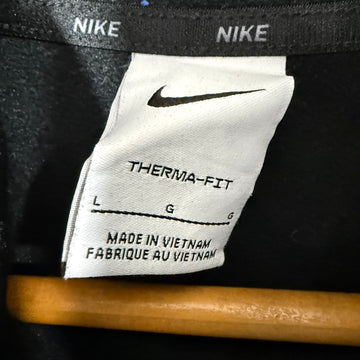 NIKE NIKE
THERMA-FIT
L G G
MADE IN VIETNAM
FABRIQUE AU VIETNAM